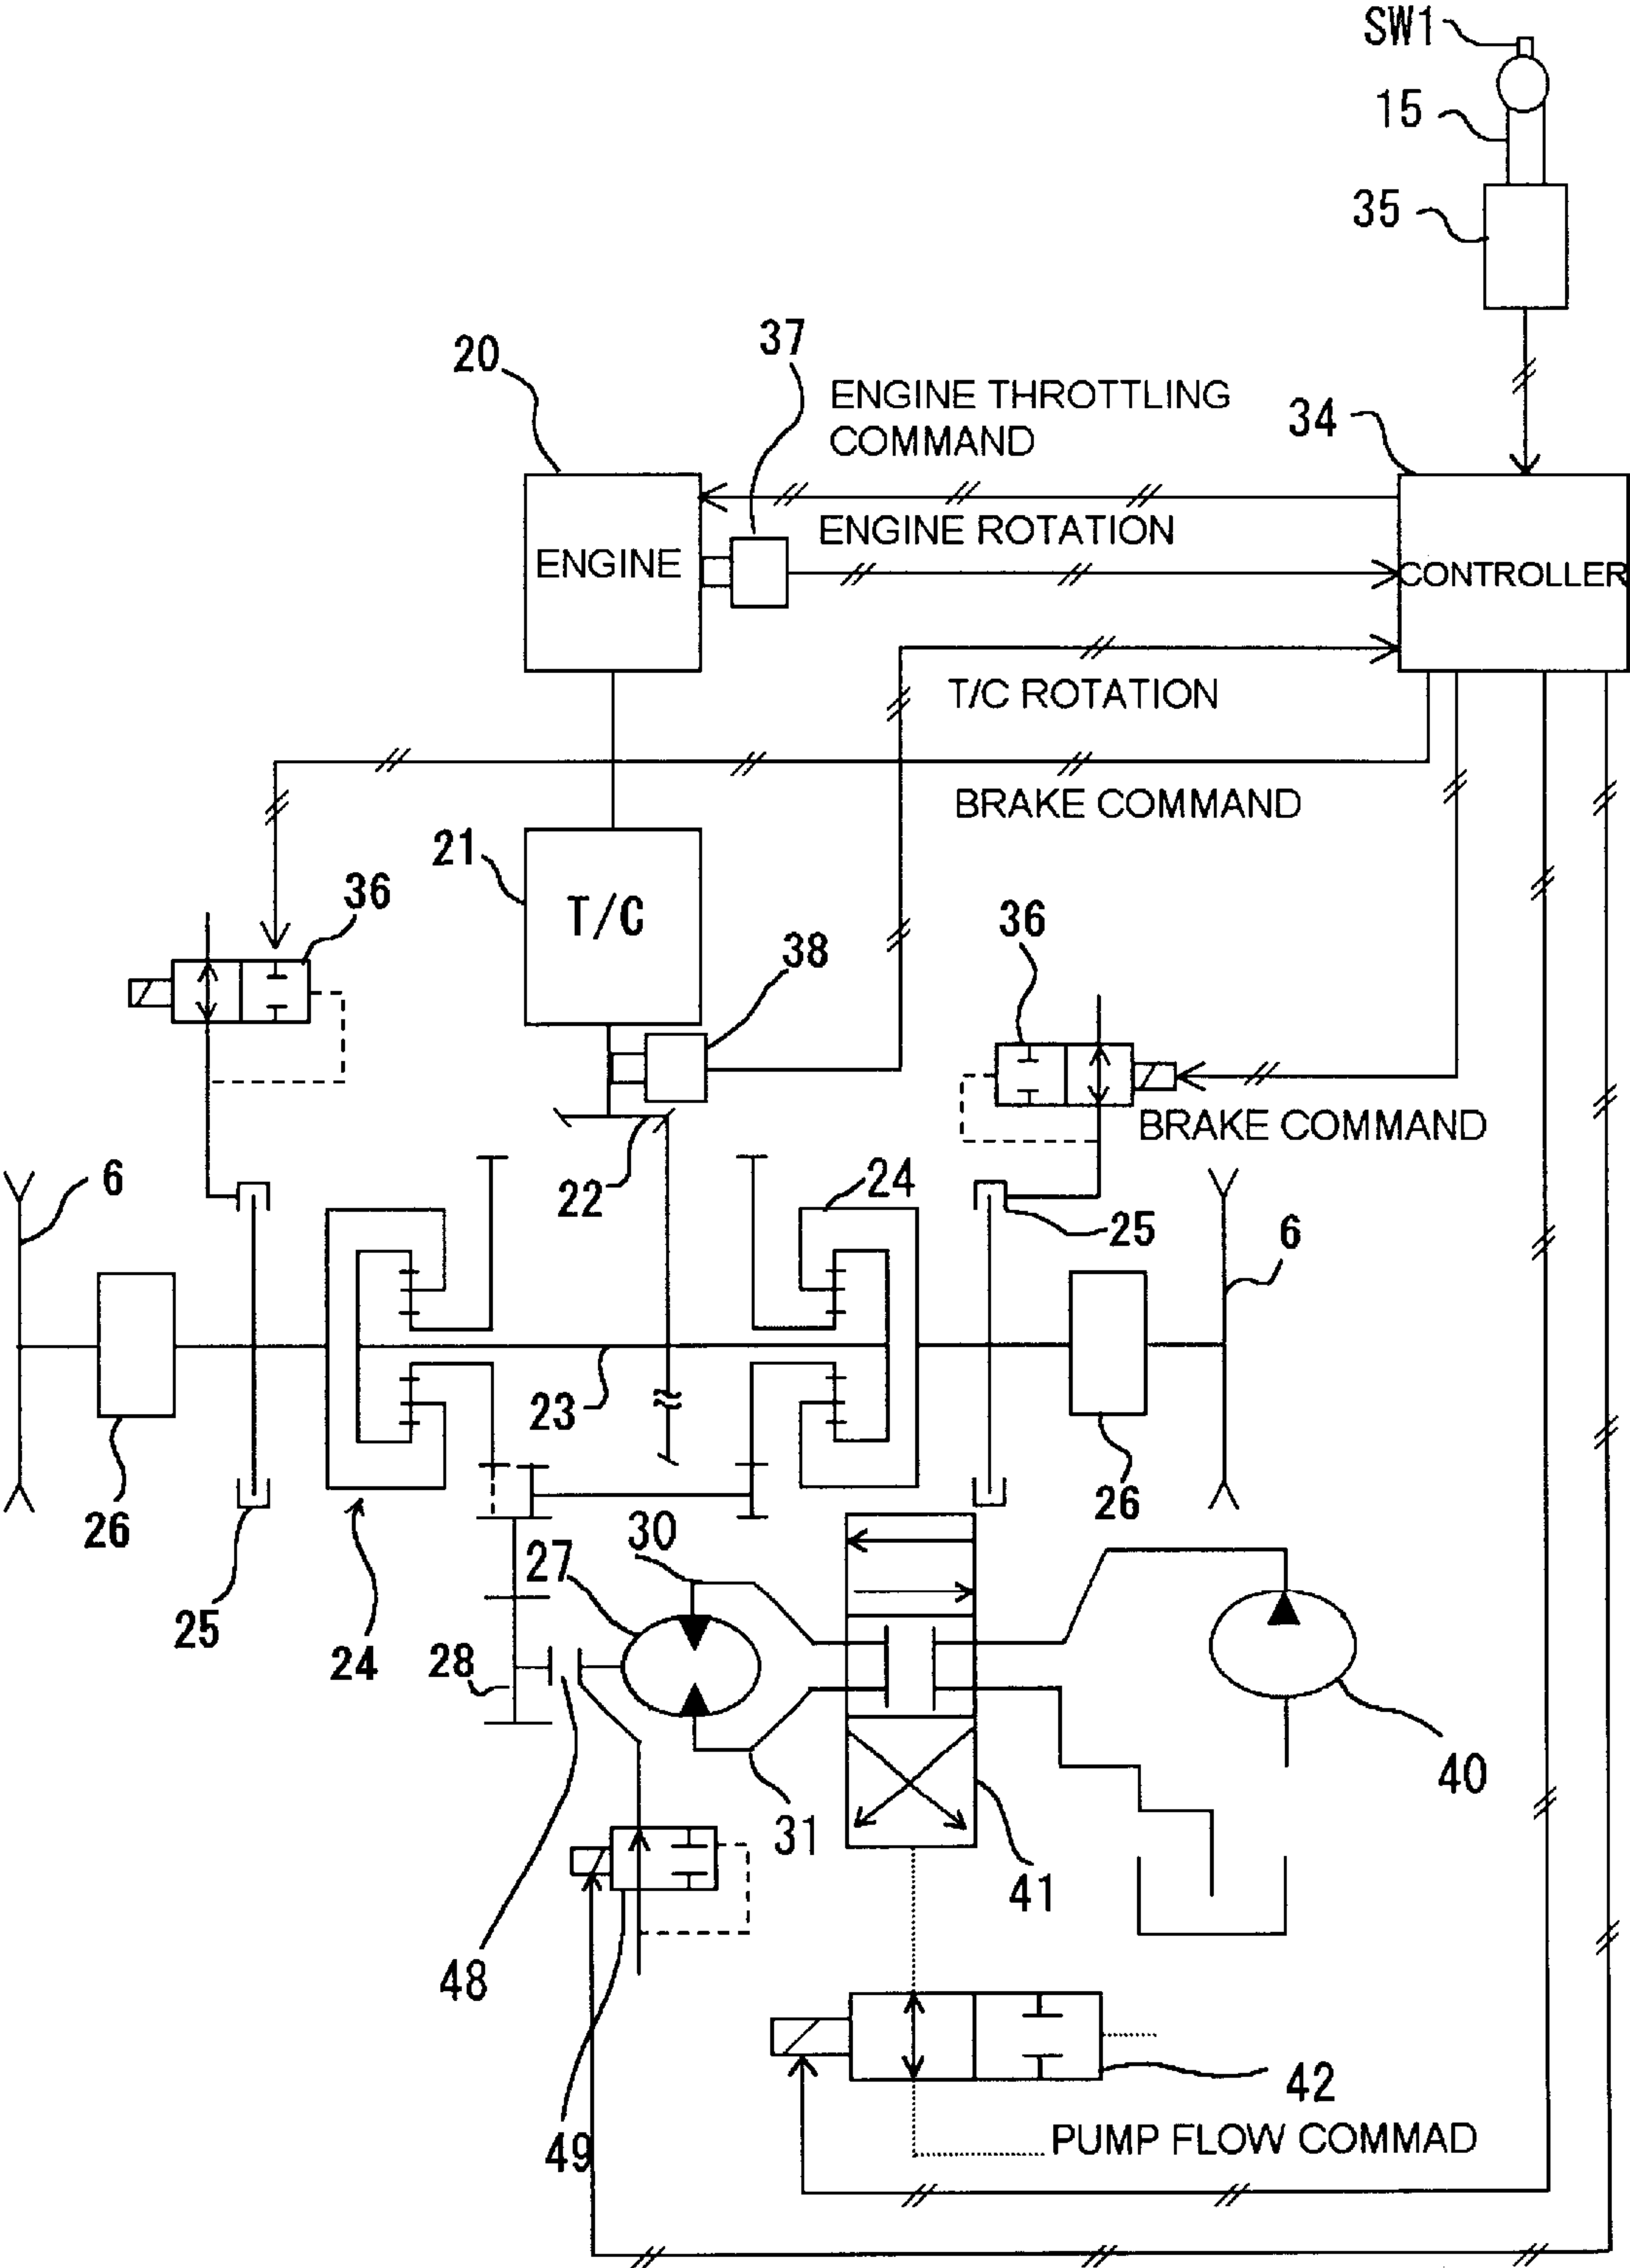 SW1
15
35
37
20
ENGINE THROTTLING
COMMAND
34
ENGINE ROTATION
ENGINE
CONTROLLER
T/C ROTATION
BRAKE COMMAND
21
T/C
36
36
38
BRAKE COMMAND
6
22
24
25
6
23
26
26
30
27
25
24
28
40
31
41
48
42
49
PUMP FLOW COMMAD